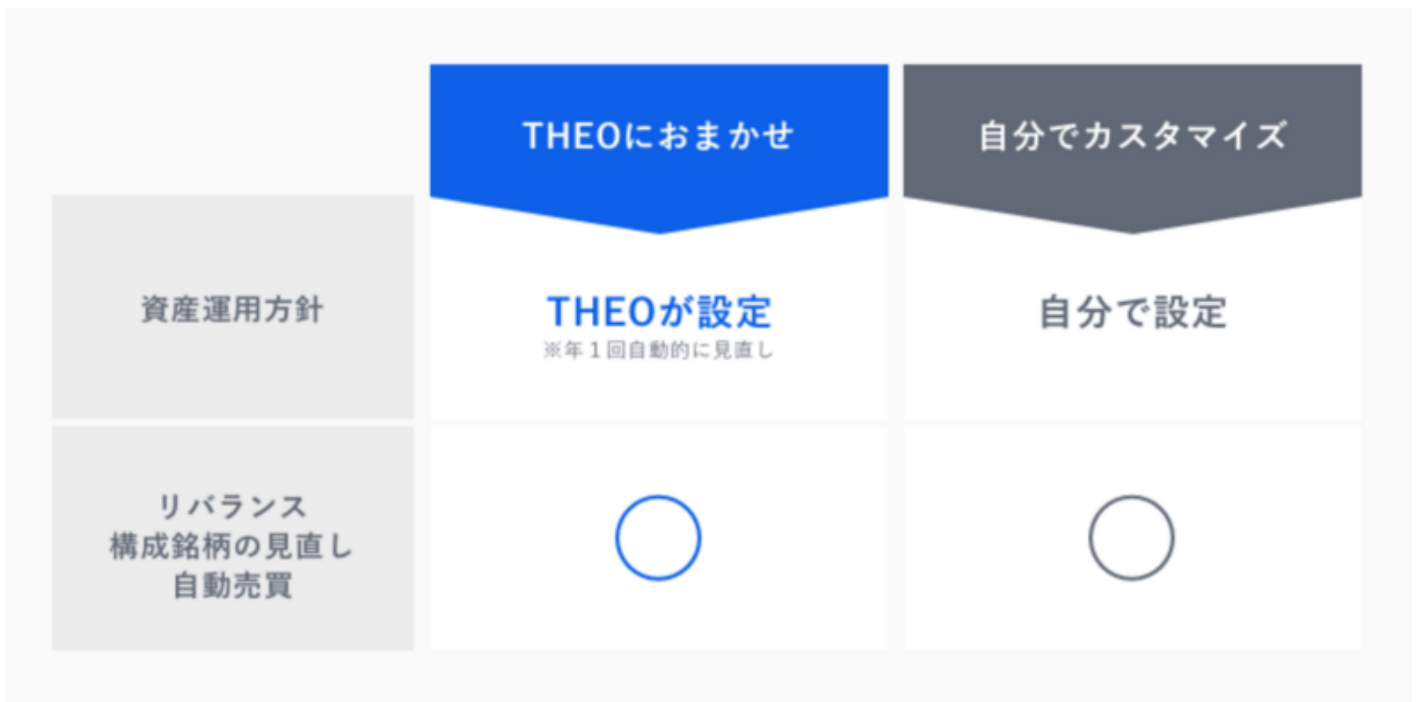 THEOにおまかせ
自分でカスタマイズ
資産運用方針
THEOが設定
※年1回自動的に見直し
自分で設定
リバランス
構成銘柄の見直し
自動売買